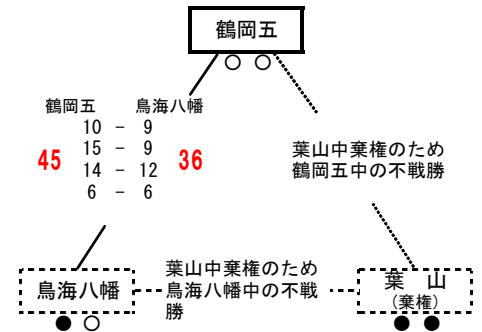 鶴岡五
○ ○
鶴岡五 鳥海八幡
10 － 9
15 － 9
45 14 － 12 36
6 － 6
葉山中棄権のため
鶴岡五中の不戦勝
鳥海八幡
● ○
葉山中棄権のため
鳥海八幡中の不戦
勝
葉 山
(棄権)
● ●